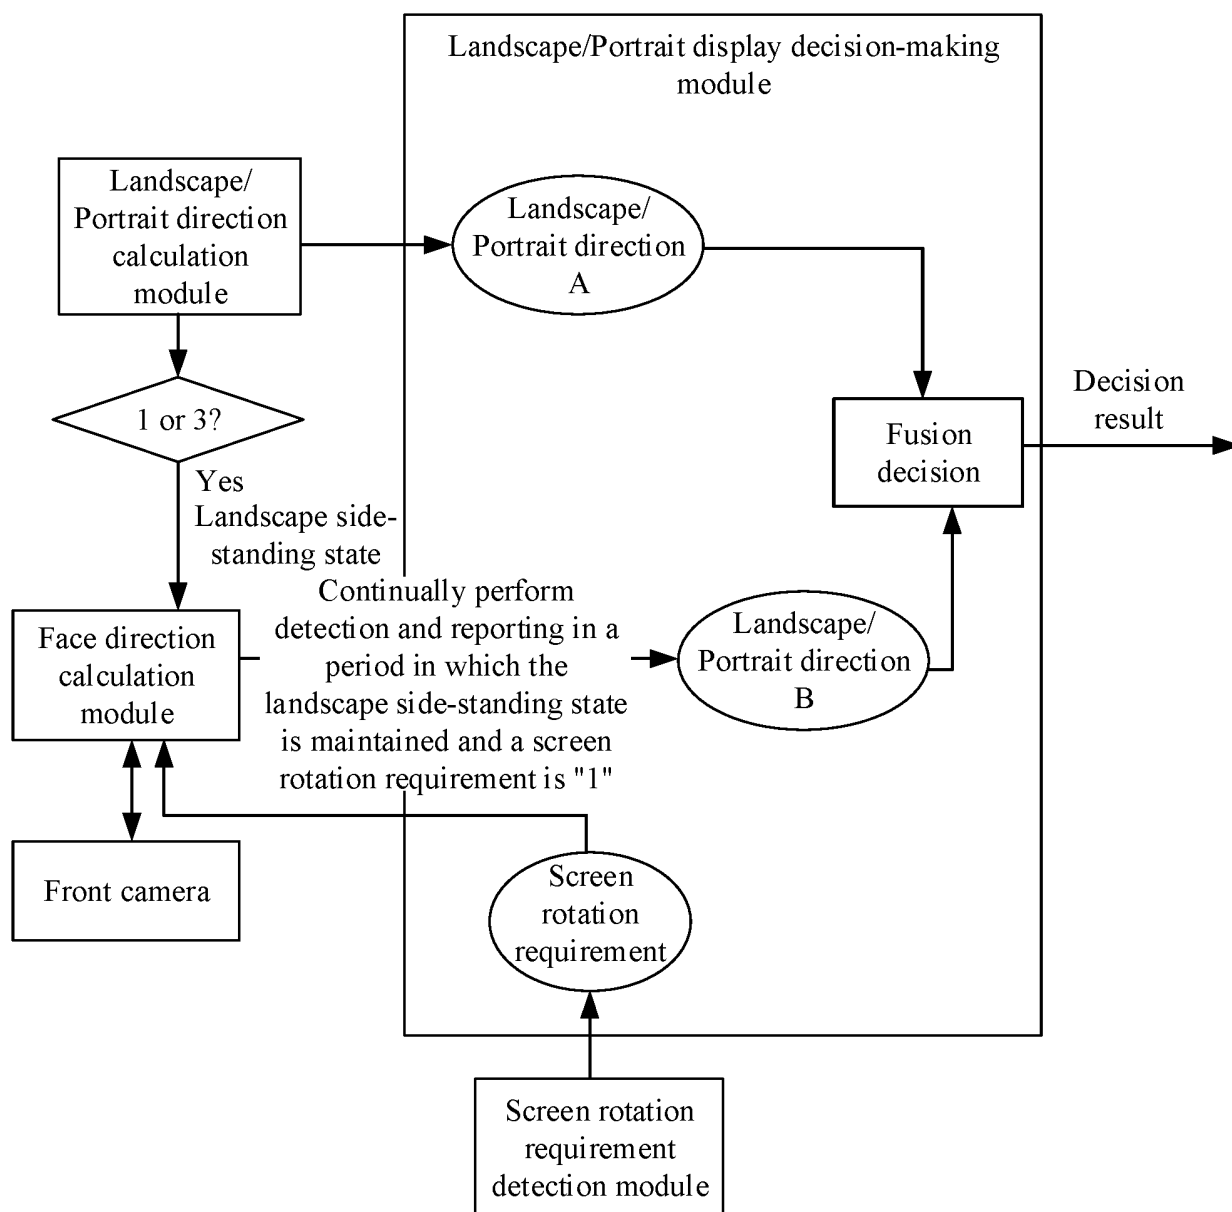 Landscape/Portrait display decision-making
module
Landscape/
Portrait direction
calculation
module
Landscape/
Portrait direction
A
1 or 3?
Decision
result
Fusion
decision
Yes
Landscape side-
standing state
Continually perform
detection and reporting in a
period in which the
landscape side-standing state
is maintained and a screen
rotation requirement is "1"
Face direction
calculation
module
Landscape/
Portrait direction
B
Front camera
Screen
rotation
requirement
Screen rotation
requirement
detection module